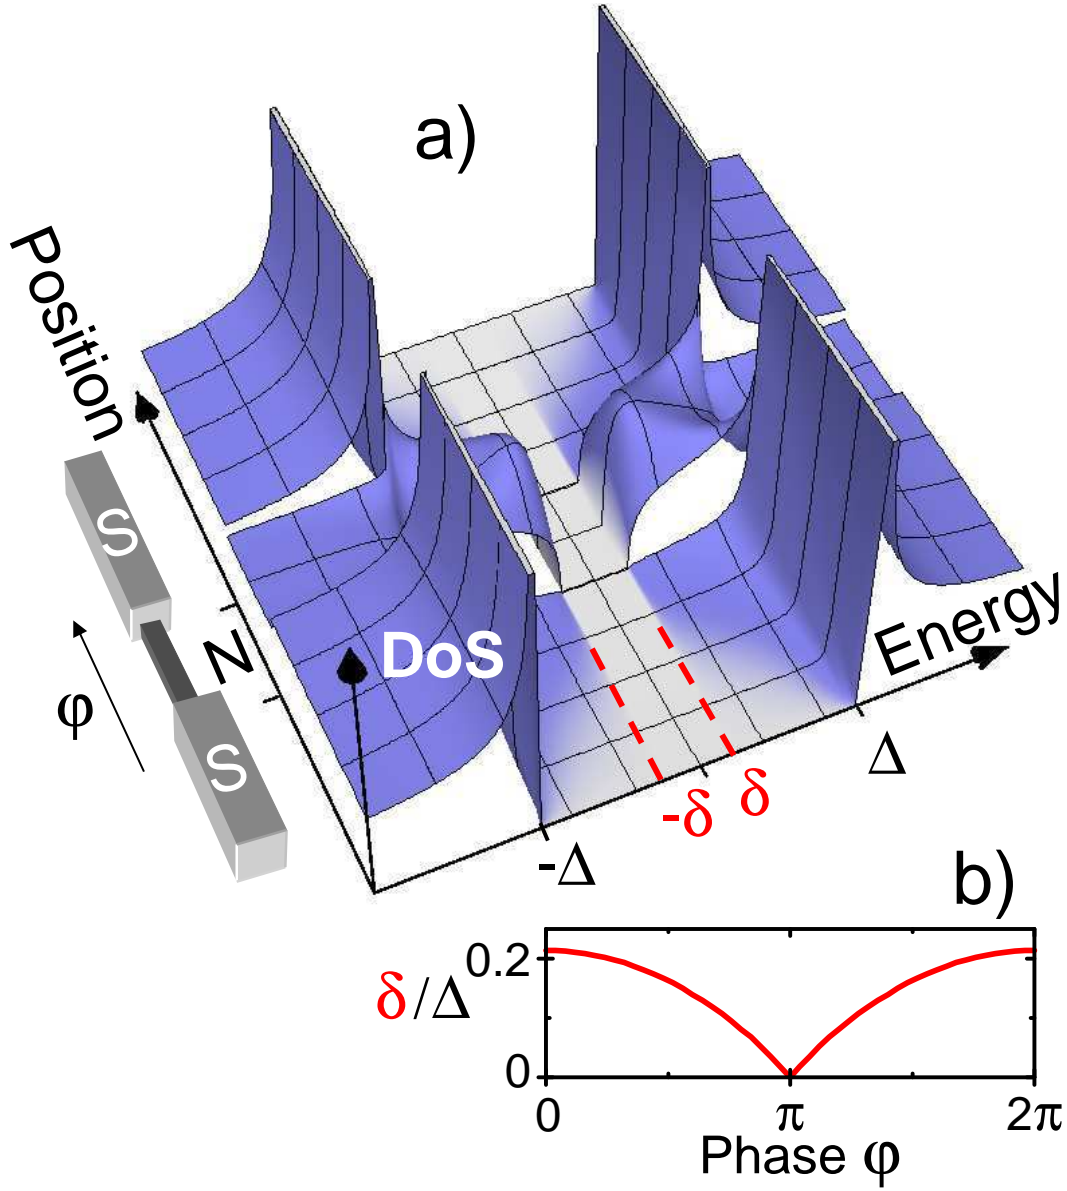 a)
Position
S
N
φ
S
DoS
Energy
Δ
δ
-δ
-Δ
b)
0.2
δ/Δ
0
0
π
2π
Phase φ